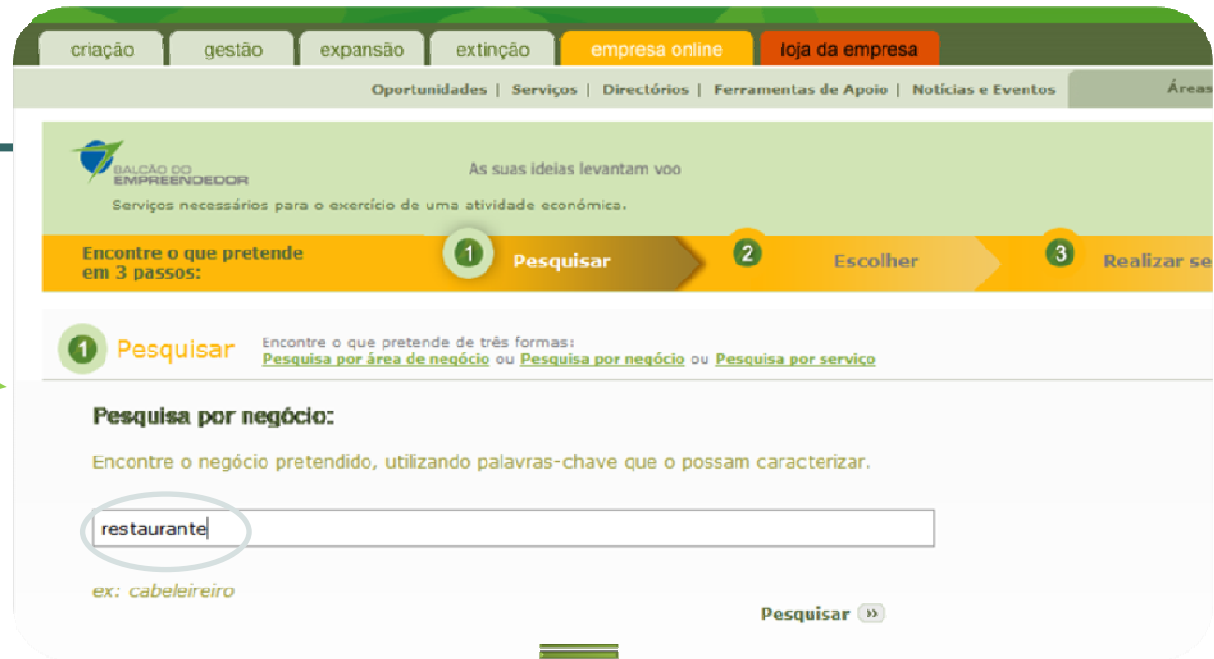 criação gestão expansão extinção empresa online loja da empresa
Oportunidades | Serviços | Directórios | Ferramentas de Apoio | Notícias e Eventos Áreas
BALCÃO DO
EMPREENDEDOR
As suas ideias levantam voo
Serviços necessários para o exercício de uma atividade económica.
Encontre o que pretende
em 3 passos:
1 Pesquisar 2 Escolher 3 Realizar se
1 Pesquisar
Encontre o que pretende de três formas:
Pesquisa por área de negócio ou Pesquisa por negócio ou Pesquisa por serviço
Pesquisa por negócio:
Encontre o negócio pretendido, utilizando palavras-chave que o possam caracterizar.
restaurante
ex: cabeleireiro
Pesquisar »